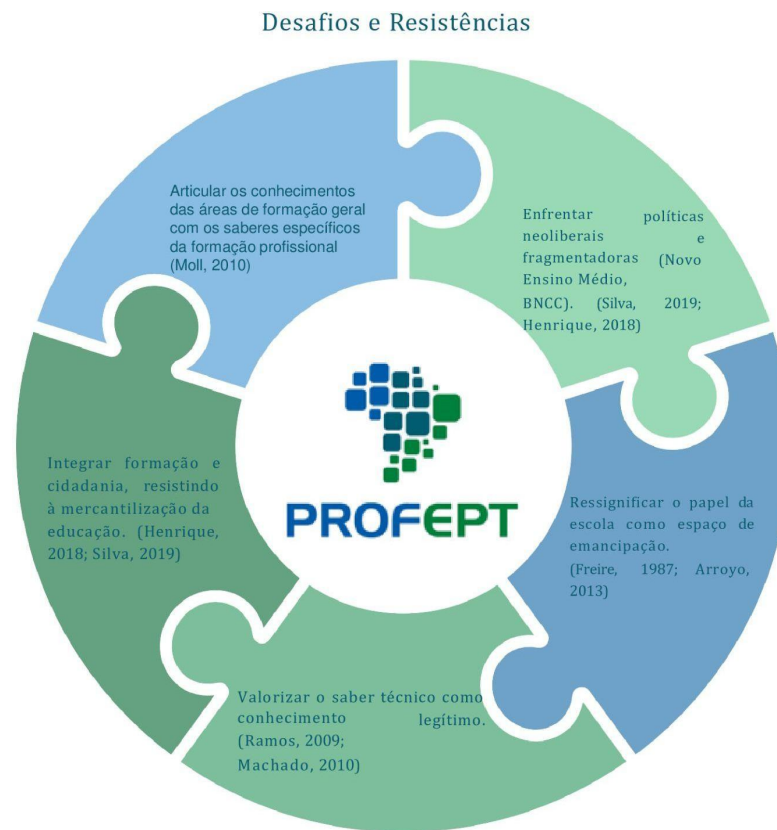 Desafios e Resistências
Articular os conhecimentos
das áreas de formação geral
com os saberes específicos
da formação profissional
(Moll, 2010)
Enfrentar políticas
neoliberais e
fragmentadoras (Novo
Ensino Médio,
BNCC). (Silva, 2019;
Henrique, 2018)
Integrar formação e
cidadania, resistindo
à mercantilização da
educação. (Henrique,
2018; Silva, 2019)
PROFEPT
Ressignificar o papel da
escola como espaço de
emancipação.
(Freire, 1987; Arroyo,
2013)
Valorizar o saber técnico como
conhecimento legítimo.
(Ramos, 2009;
Machado, 2010)